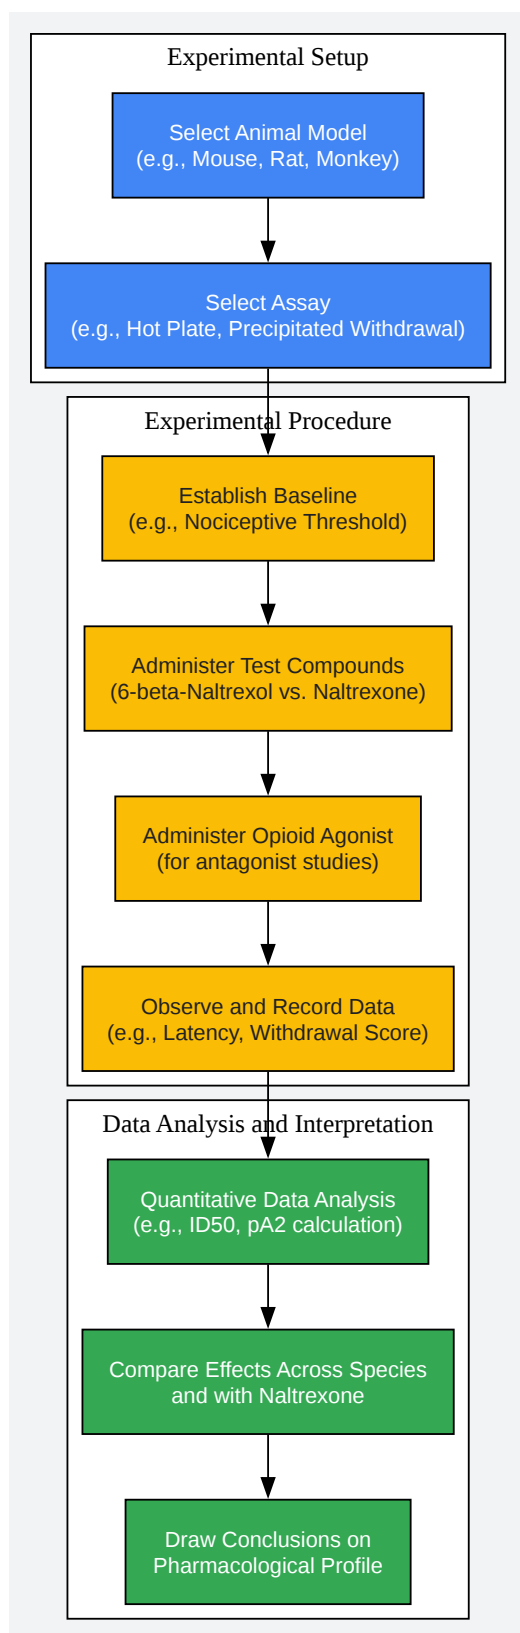 Experimental Setup
Select Animal Model
(e.g., Mouse, Rat, Monkey)
Select Assay
(e.g., Hot Plate, Precipitated Withdrawal)
Experimental Procedure
Establish Baseline
(e.g., Nociceptive Threshold)
Administer Test Compounds
(6-beta-Naltrexol vs. Naltrexone)
Administer Opioid Agonist
(for antagonist studies)
Observe and Record Data
(e.g., Latency, Withdrawal Score)
Data Analysis and Interpretation
Quantitative Data Analysis
(e.g., ID50, pA2 calculation)
Compare Effects Across Species
and with Naltrexone
Draw Conclusions on
Pharmacological Profile